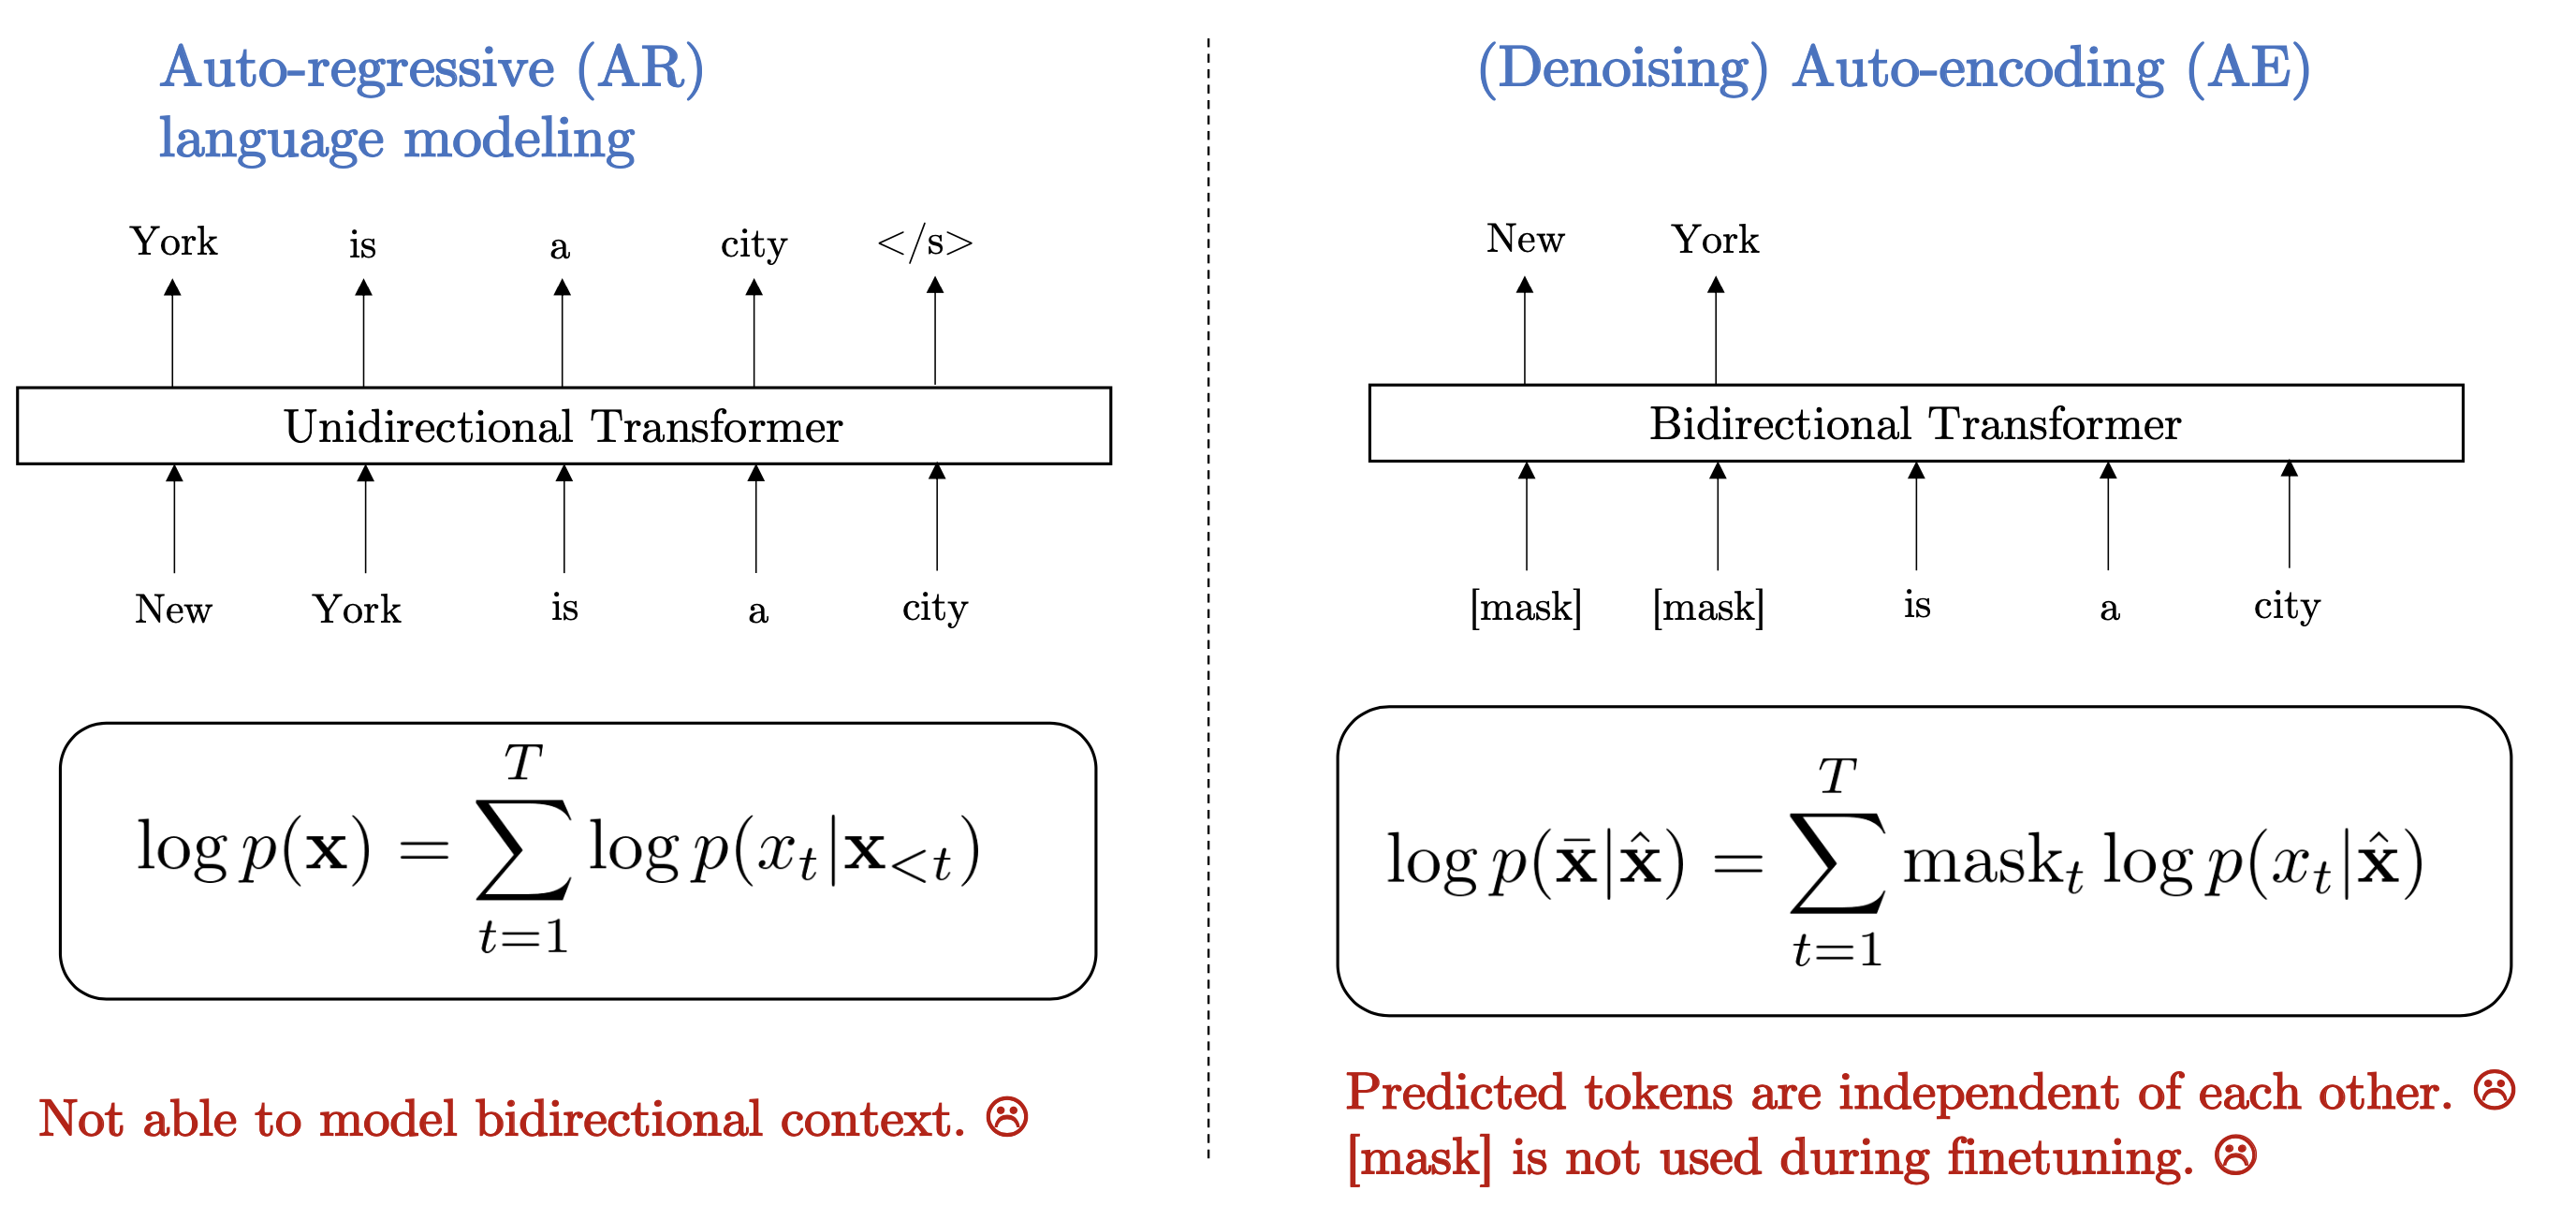 Auto-regressive (AR)
language modeling
York is a city </s>
Unidirectional Transformer
New York is a city
log p(𝐱) = ∑_{t=1}^{T} log p(x_t|𝐱_{<t})
Not able to model bidirectional context. ☹
(Denoising) Auto-encoding (AE)
New York
Bidirectional Transformer
[mask] [mask] is a city
log p(𝐱̄|𝐱̂) = ∑_{t=1}^{T} mask_t log p(x_t|𝐱̂)
Predicted tokens are independent of each other. ☹
[mask] is not used during finetuning. ☹